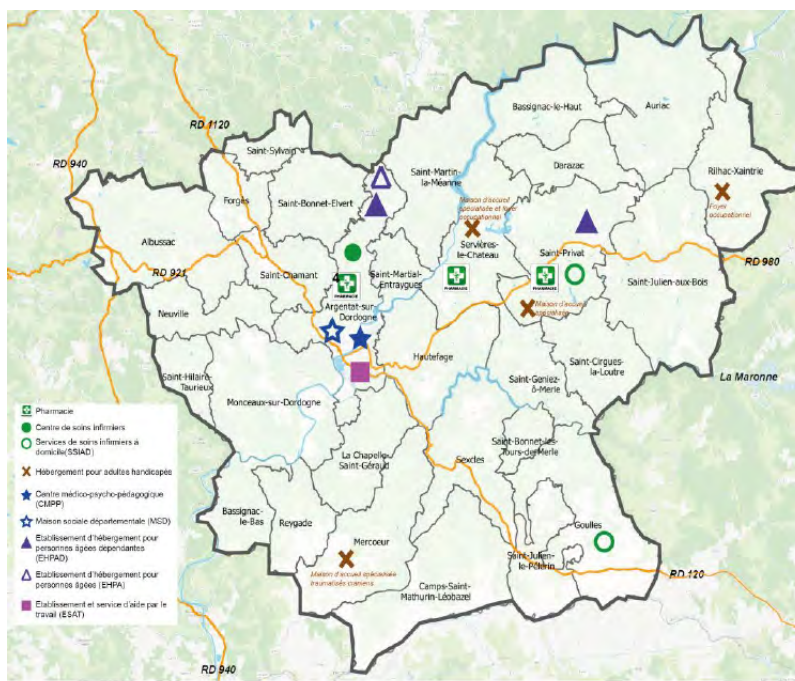 RD 1120
RD 940
Saint-Sylvain
Bassignac-le-Haut
Auriac
Forgès
Saint-Bonnet-Elvert
Saint-Martin
la-Méanne
Darazac
Rilhac-Xaintrie
Foyer
occupationnel
Maison d'accueil
spécialisée et foyer
occupationnel
Albussac
Servières-
le-Chateau
Saint-Privat
RD 980
RD 921
Saint-Chamant
4
PHARMACIE
Saint-Martial-
Entraygues
PHARMACIE
PHARMACIE
Saint-Julien-aux-Bois
Neuville
Argentat-sur-
Dordogne
Maison d'accueil
spécialisée
Hautefage
Saint-Cirgues-
la-Loutre
Saint-Hilaire-
Taurieux
Monceaux-sur-Dordogne
Saint-Geniez-
ô-Merle
La Maronne
Saint-Bonnet-les-
Tours-de-Merle
La Chapelle-
Saint-Géraud
Sexcles
Bassignac-
le-Bas
Reygade
Goulles
Mercoeur
Saint-Julien-
le-Pèlerin
Maison d'accueil spécialisée
traumatisés crâniens
Camps-Saint-
Mathurin-Léobazel
RD 120
RD 940
Pharmacie
Centre de soins infirmiers
Services de soins infirmiers à
domicile(SSIAD)
Hébergement pour adultes handicapés
Centre médico-psycho-pédagogique
(CMPP)
Maison sociale départementale (MSD)
Etablissement d'hébergement pour
personnes âgées dépendantes
(EHPAD)
Etablissement d'hébergement pour
personnes âgées (EHPA)
Etablissement et service d'aide par le
travail (ESAT)